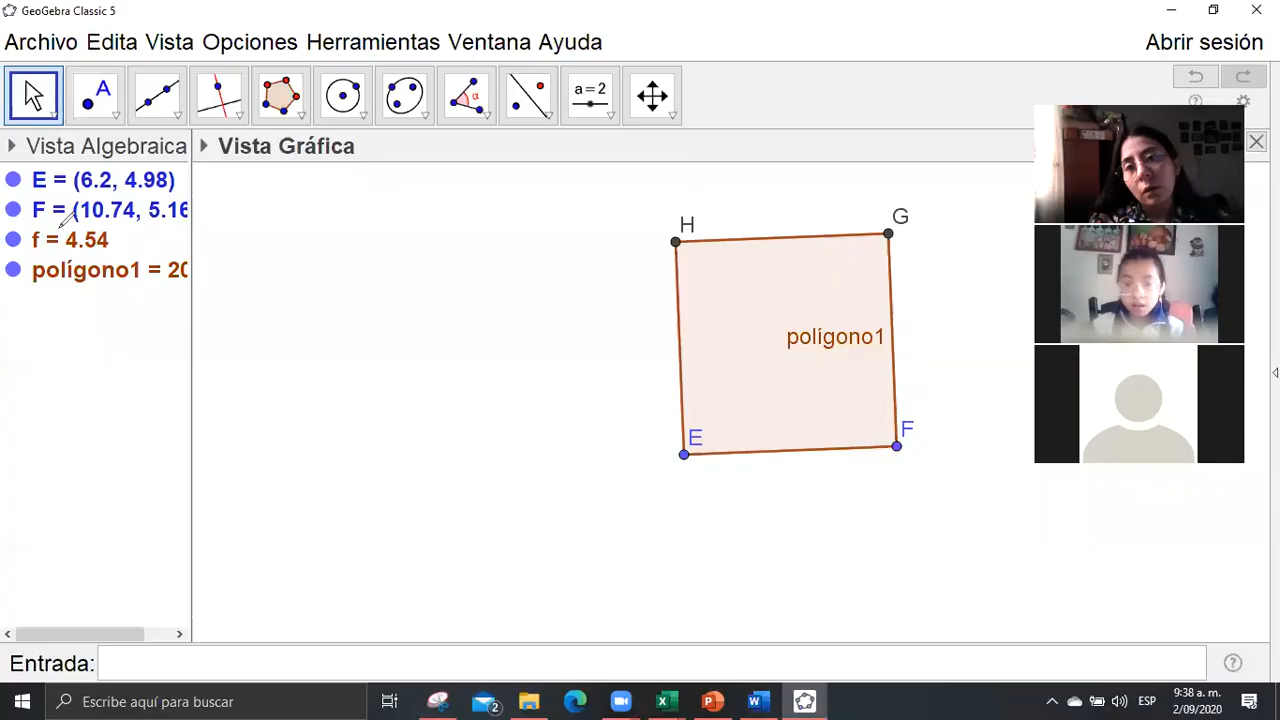 GeoGebra Classic 5
Archivo Edita Vista Opciones Herramientas Ventana Ayuda
Abrir sesión
A
α
a = 2
Vista Algebraica
Vista Gráfica
E = (6.2, 4.98)
F = (10.74, 5.16
f = 4.54
polígono1 = 20
H
G
polígono1
E
F
Entrada:
Escribe aquí para buscar
2
ESP
9:38 a. m.
2/09/2020